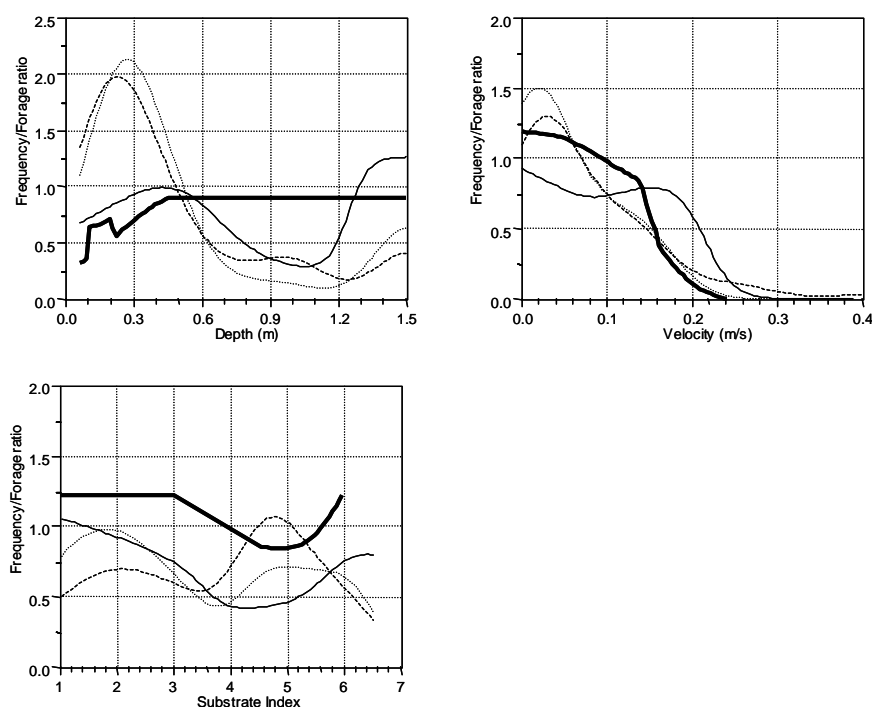 2.5
2.0
1.5
1.0
0.5
0.0
Frequency/Forage ratio
0.0 0.3 0.6 0.9 1.2 1.5
Depth (m)
2.0
1.5
1.0
0.5
0.0
Frequency/Forage ratio
0.0 0.1 0.2 0.3 0.4
Velocity (m/s)
2.0
1.5
1.0
0.5
0.0
Frequency/Forage ratio
1 2 3 4 5 6 7
Substrate Index